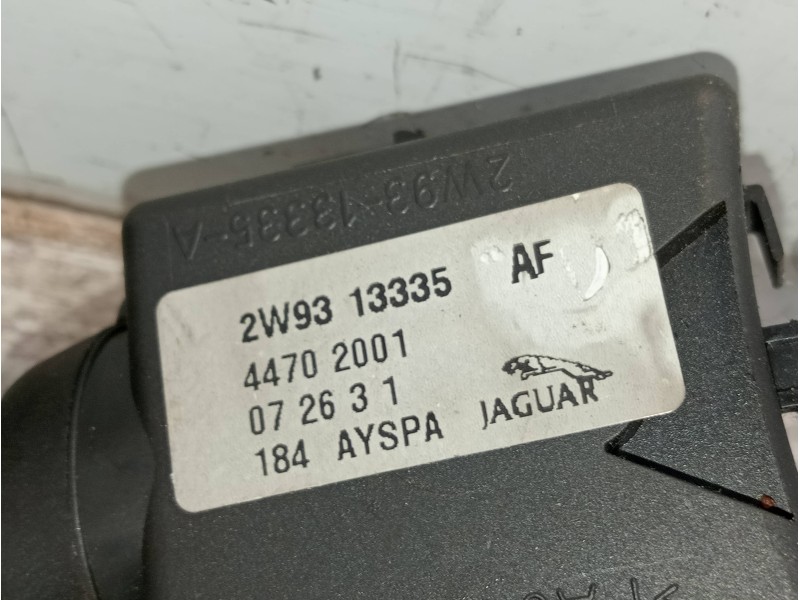 2W93-13335-A
2W93 13335 AF
4470 2001
07 26 3 1
184 AYSPA JAGUAR